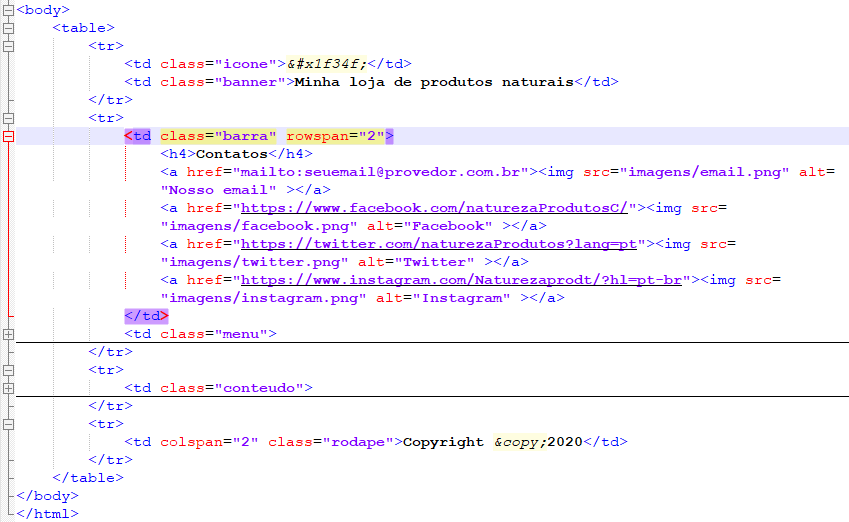 <body>
<table>
<tr>
<td class="icone">&#x1f34f;</td>
<td class="banner">Minha loja de produtos naturais</td>
</tr>
<tr>
<td class="barra" rowspan="2">
<h4>Contatos</h4>
<a href="mailto:seuemail@provedor.com.br"><img src="imagens/email.png" alt=
"Nosso email" ></a>
<a href="https://www.facebook.com/naturezaProdutosC/"><img src=
"imagens/facebook.png" alt="Facebook" ></a>
<a href="https://twitter.com/naturezaProdutos?lang=pt"><img src=
"imagens/twitter.png" alt="Twitter" ></a>
<a href="https://www.instagram.com/Naturezaprodt/?hl=pt-br"><img src=
"imagens/instagram.png" alt="Instagram" ></a>
</td>
<td class="menu">
</tr>
<tr>
<td class="conteudo">
</tr>
<tr>
<td colspan="2" class="rodape">Copyright &copy;2020</td>
</tr>
</table>
</body>
</html>